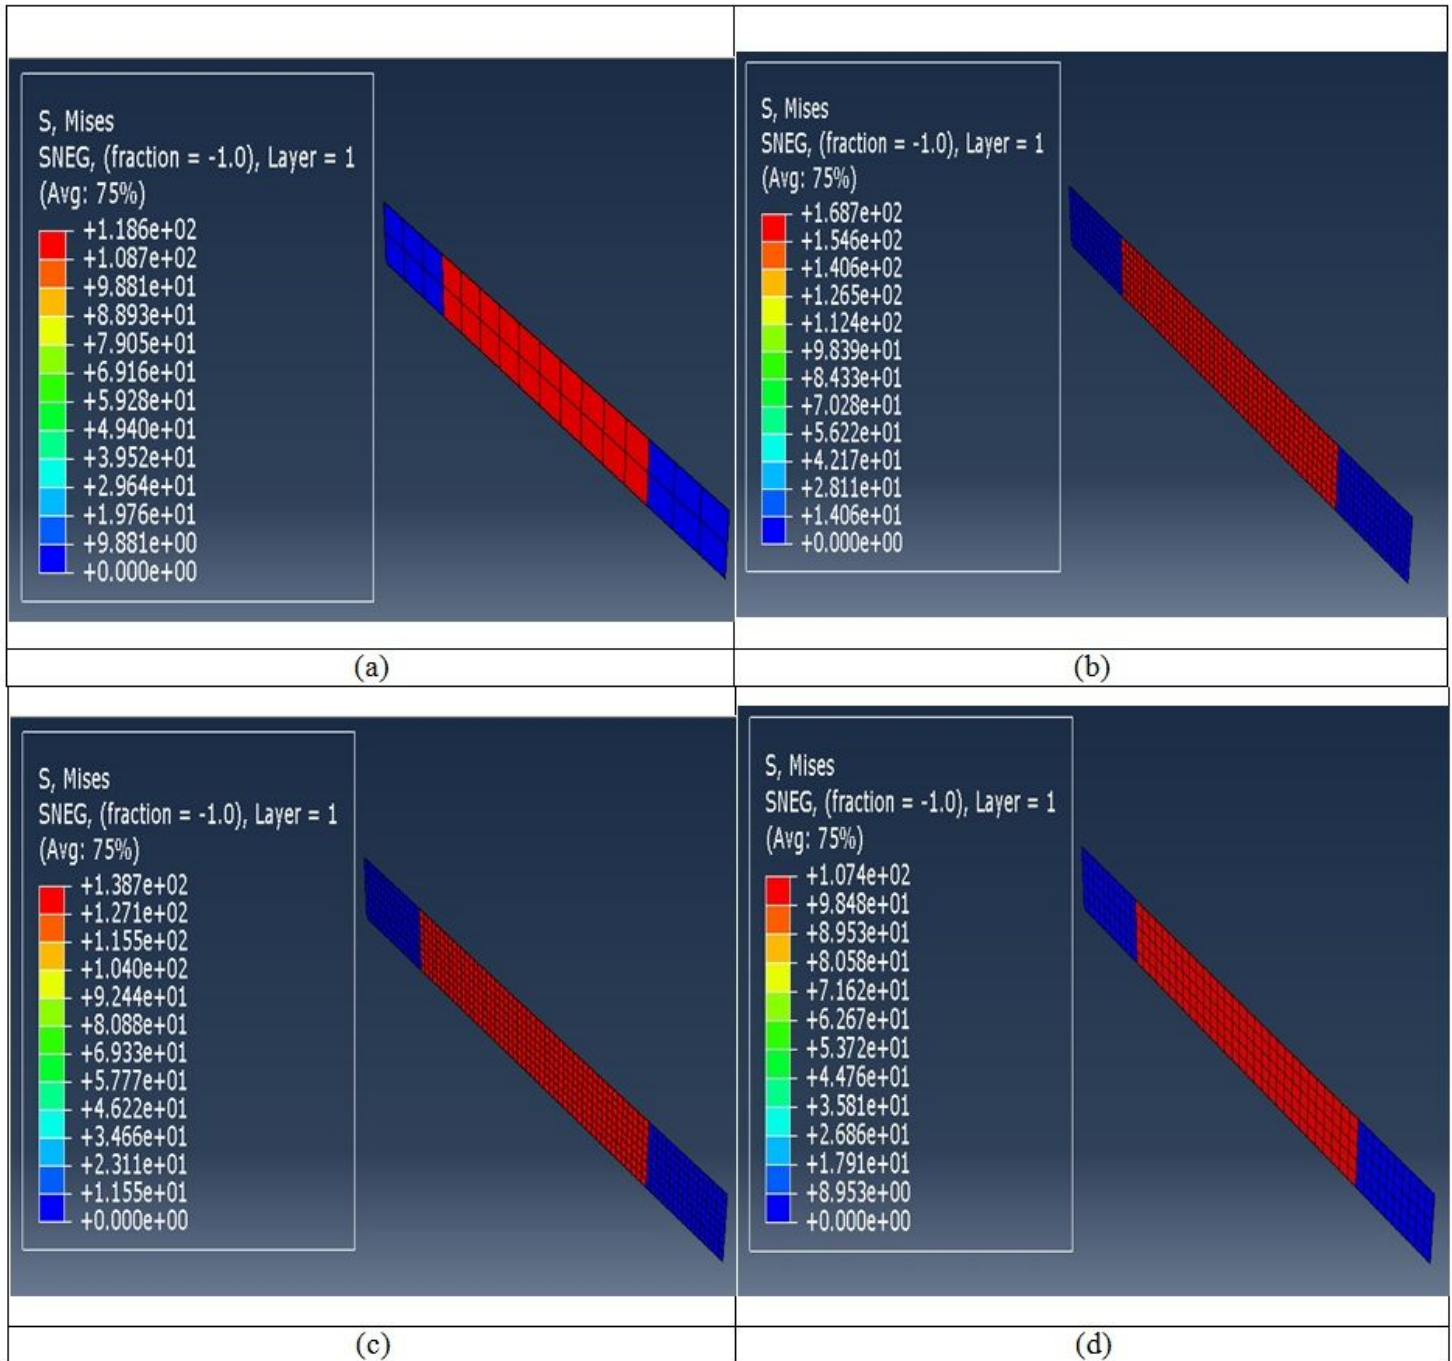 S, Mises
SNEG, (fraction = -1.0), Layer = 1
(Avg: 75%)
+1.186e+02
+1.087e+02
+9.881e+01
+8.893e+01
+7.905e+01
+6.916e+01
+5.928e+01
+4.940e+01
+3.952e+01
+2.964e+01
+1.976e+01
+9.881e+00
+0.000e+00
(a)
S, Mises
SNEG, (fraction = -1.0), Layer = 1
(Avg: 75%)
+1.687e+02
+1.546e+02
+1.406e+02
+1.265e+02
+1.124e+02
+9.839e+01
+8.433e+01
+7.028e+01
+5.622e+01
+4.217e+01
+2.811e+01
+1.406e+01
+0.000e+00
(b)
S, Mises
SNEG, (fraction = -1.0), Layer = 1
(Avg: 75%)
+1.387e+02
+1.271e+02
+1.155e+02
+1.040e+02
+9.244e+01
+8.088e+01
+6.933e+01
+5.777e+01
+4.622e+01
+3.466e+01
+2.311e+01
+1.155e+01
+0.000e+00
(c)
S, Mises
SNEG, (fraction = -1.0), Layer = 1
(Avg: 75%)
+1.074e+02
+9.848e+01
+8.953e+01
+8.058e+01
+7.162e+01
+6.267e+01
+5.372e+01
+4.476e+01
+3.581e+01
+2.686e+01
+1.791e+01
+8.953e+00
+0.000e+00
(d)